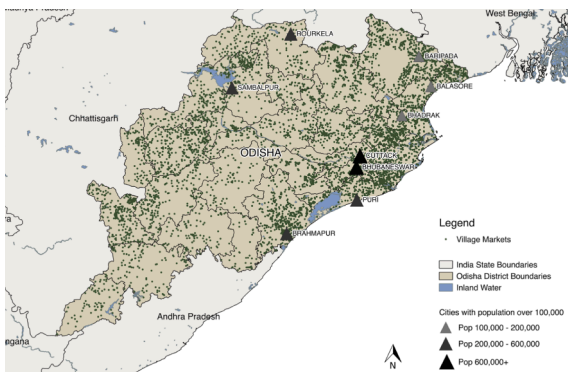 West Bengal
ROURKELA
BARIPADA
BALASORE
SAMBALPUR
BHADRAK
Chhattisgarh
ODISHA
CUTTACK
BHUBANESWAR
PURI
BRAHMAPUR
Andhra Pradesh
Legend
Village Markets
India State Boundaries
Odisha District Boundaries
Inland Water
Cities with population over 100,000
Pop 100,000 - 200,000
Pop 200,000 - 600,000
Pop 600,000+
N